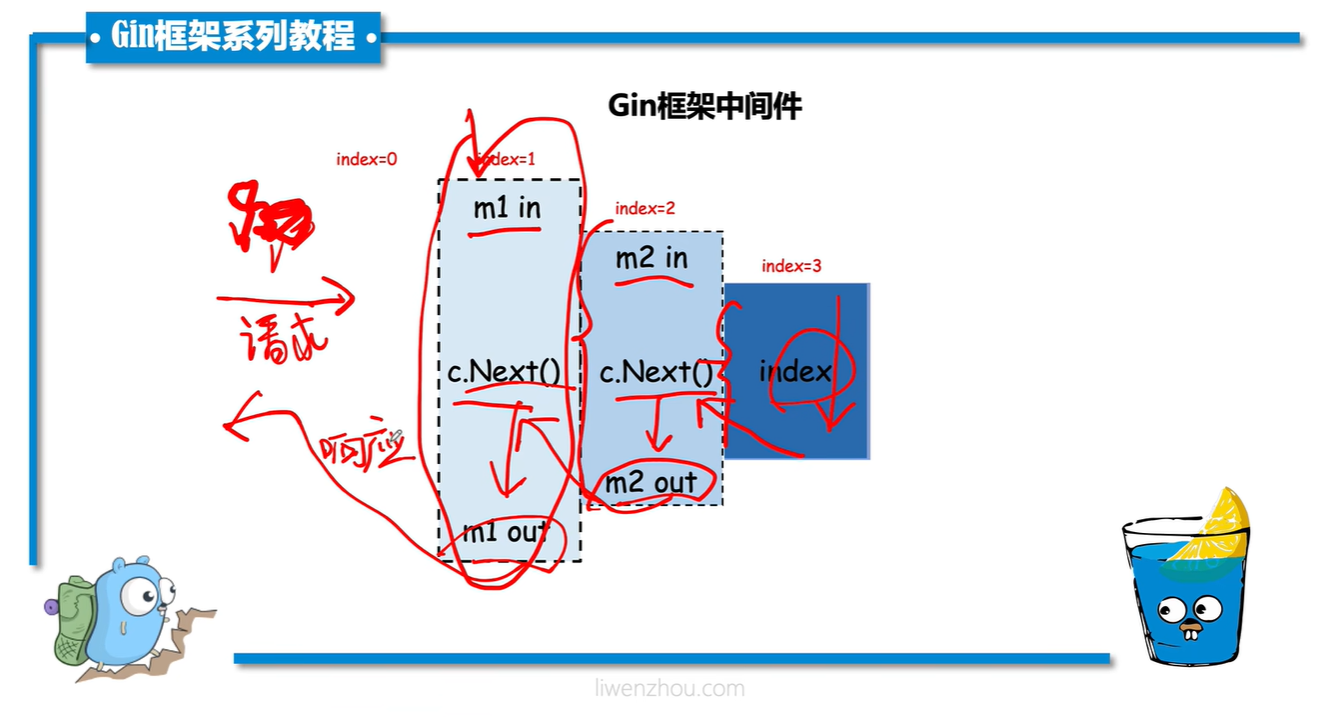 Gin框架系列教程
Gin框架中间件
index=0
index=1
index=2
index=3
m1 in
m2 in
请求
c.Next()
c.Next()
index
响应
m2 out
m1 out
liwenzhou.com